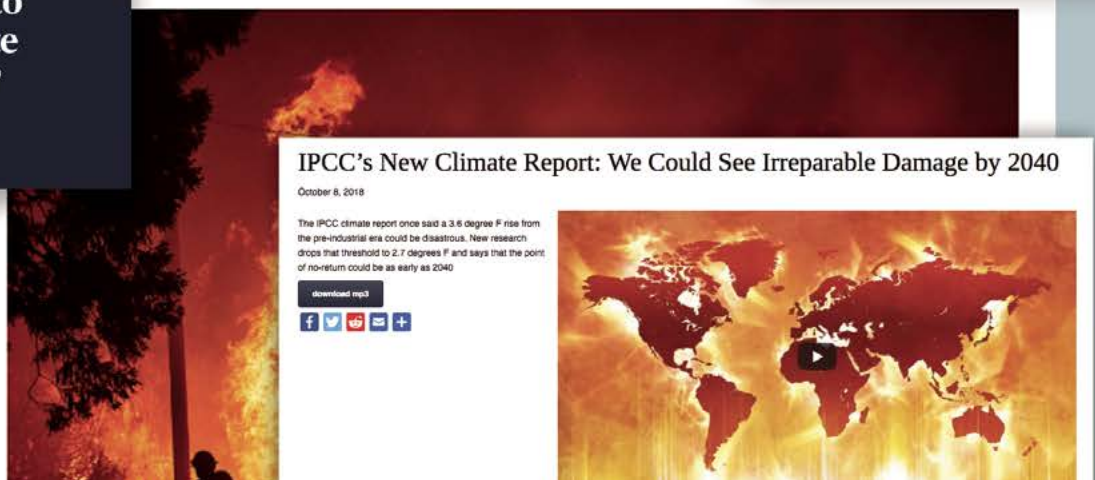 to
te
IPCC's New Climate Report: We Could See Irreparable Damage by 2040
October 8, 2018
The IPCC climate report once said a 3.6 degree F rise from
the pre-industrial era could be disastrous. New research
drops that threshold to 2.7 degrees F and says that the point
of no-return could be as early as 2040
download mp3